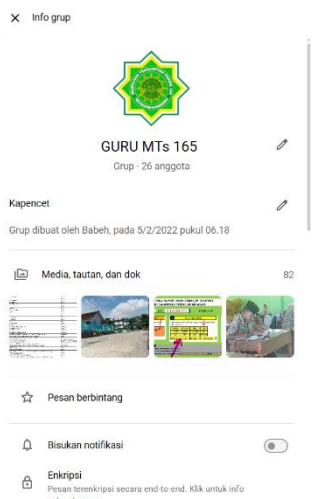 Info grup
GURU MTs 165
Grup · 26 anggota
Kapencet
Grup dibuat oleh Babeh, pada 5/2/2022 pukul 06.18
Media, tautan, dan dok 82
Pesan berbintang
Bisukan notifikasi
Enkripsi
Pesan terenkripsi secara end-to-end. Klik untuk info